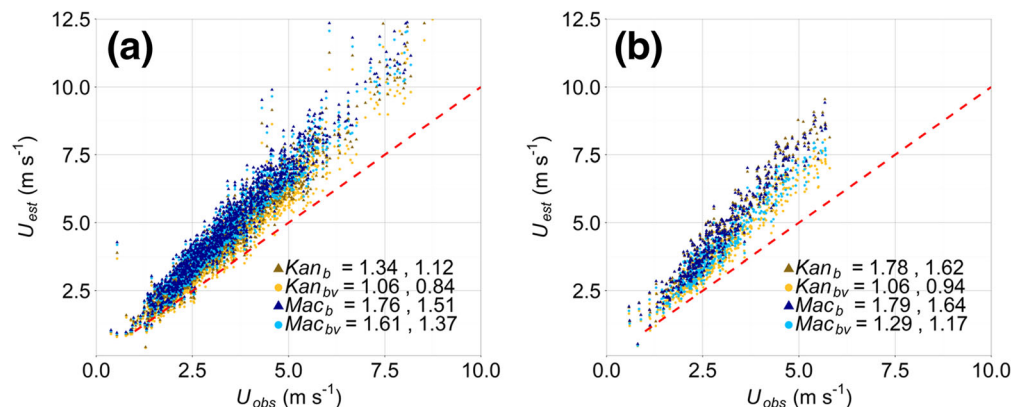 (a)
12.5
10.0
7.5
5.0
2.5
U_est (m s⁻¹)
Kan_b = 1.34 , 1.12
Kan_bv = 1.06 , 0.84
Mac_b = 1.76 , 1.51
Mac_bv = 1.61 , 1.37
0.0 2.5 5.0 7.5 10.0
U_obs (m s⁻¹)
(b)
12.5
10.0
7.5
5.0
2.5
U_est (m s⁻¹)
Kan_b = 1.78 , 1.62
Kan_bv = 1.06 , 0.94
Mac_b = 1.79 , 1.64
Mac_bv = 1.29 , 1.17
0.0 2.5 5.0 7.5 10.0
U_obs (m s⁻¹)